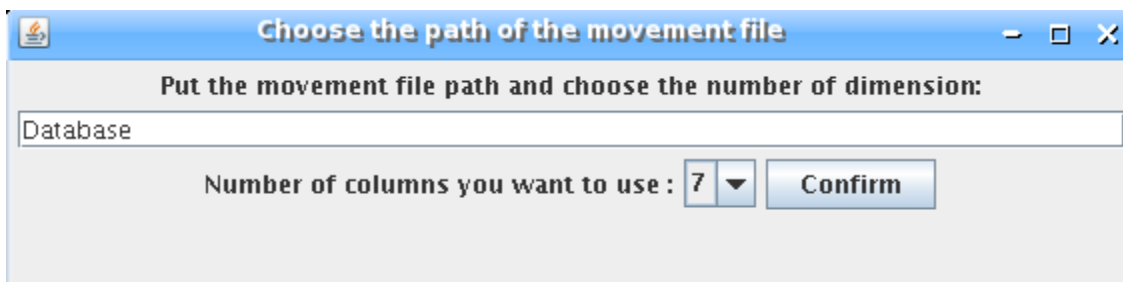 Choose the path of the movement file
Put the movement file path and choose the number of dimension:
Database
Number of columns you want to use : 7 Confirm